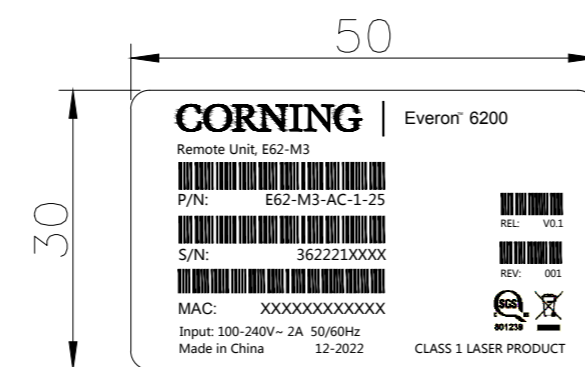 50
30
CORNING | Everon™ 6200
Remote Unit, E62-M3
P/N: E62-M3-AC-1-25
S/N: 362221XXXX
MAC: XXXXXXXXXXXX
Input: 100-240V~ 2A 50/60Hz
Made in China 12-2022
REL: V0.1
REV: 001
SGS
801239
CLASS 1 LASER PRODUCT